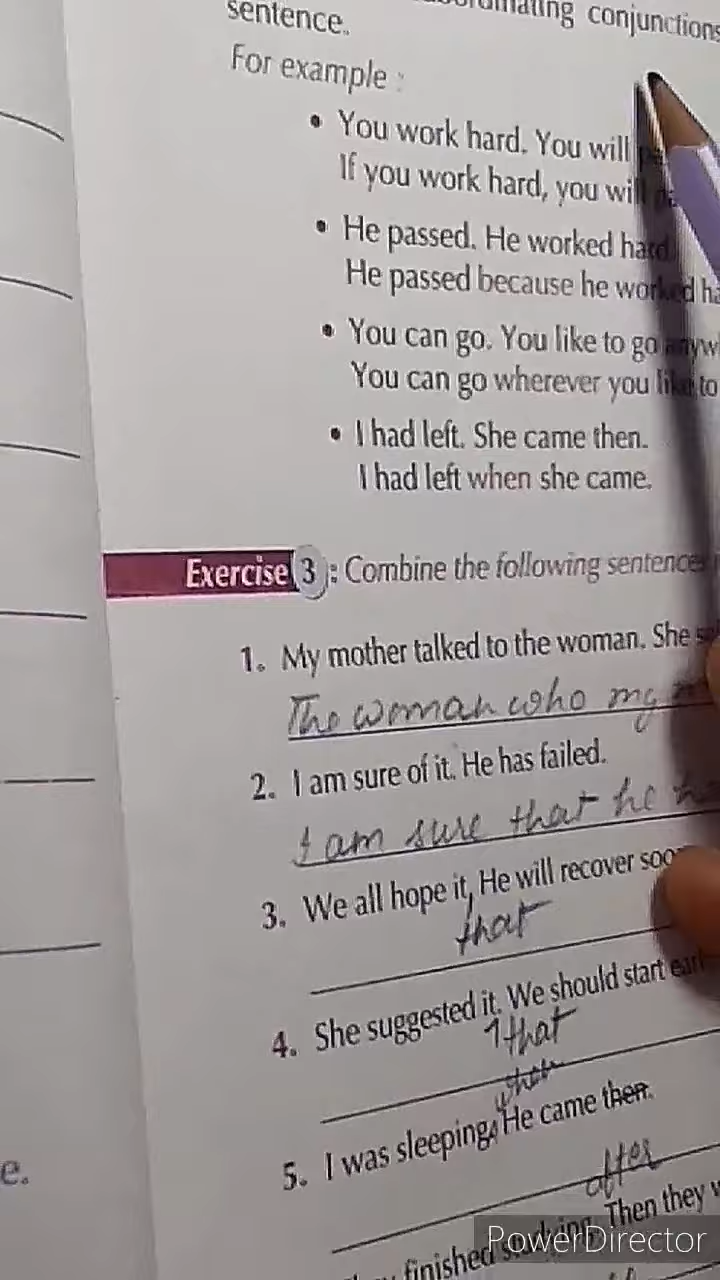 conjunctions
sentence.
For example :
• You work hard. You will
If you work hard, you will
• He passed. He worked hard
He passed because he worked
• You can go. You like to go
You can go wherever you like to
• I had left. She came then.
I had left when she came.
Exercise 3 : Combine the following sentences
1. My mother talked to the woman. She
The woman who my
2. I am sure of it. He has failed.
I am sure that he
3. We all hope it, He will recover soon
that
4. She suggested it. We should start
that
when
5. I was sleeping. He came then.
after
e.
finished studying. Then they
PowerDirector